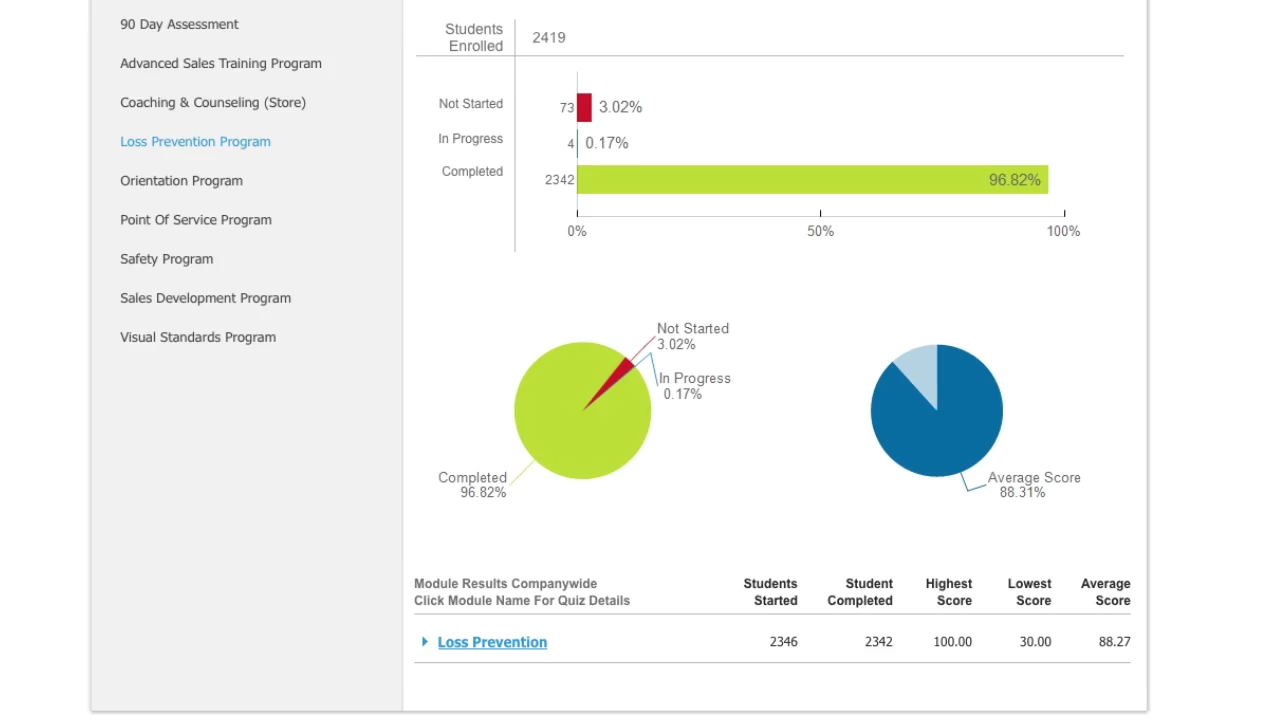 90 Day Assessment
Advanced Sales Training Program
Coaching & Counseling (Store)
Loss Prevention Program
Orientation Program
Point Of Service Program
Safety Program
Sales Development Program
Visual Standards Program
Students
Enrolled
2419
Not Started
73
3.02%
In Progress
4
0.17%
Completed
2342
96.82%
0%
50%
100%
Not Started
3.02%
In Progress
0.17%
Completed
96.82%
Average Score
88.31%
Module Results Companywide
Click Module Name For Quiz Details
Students
Started
Student
Completed
Highest
Score
Lowest
Score
Average
Score
Loss Prevention
2346
2342
100.00
30.00
88.27